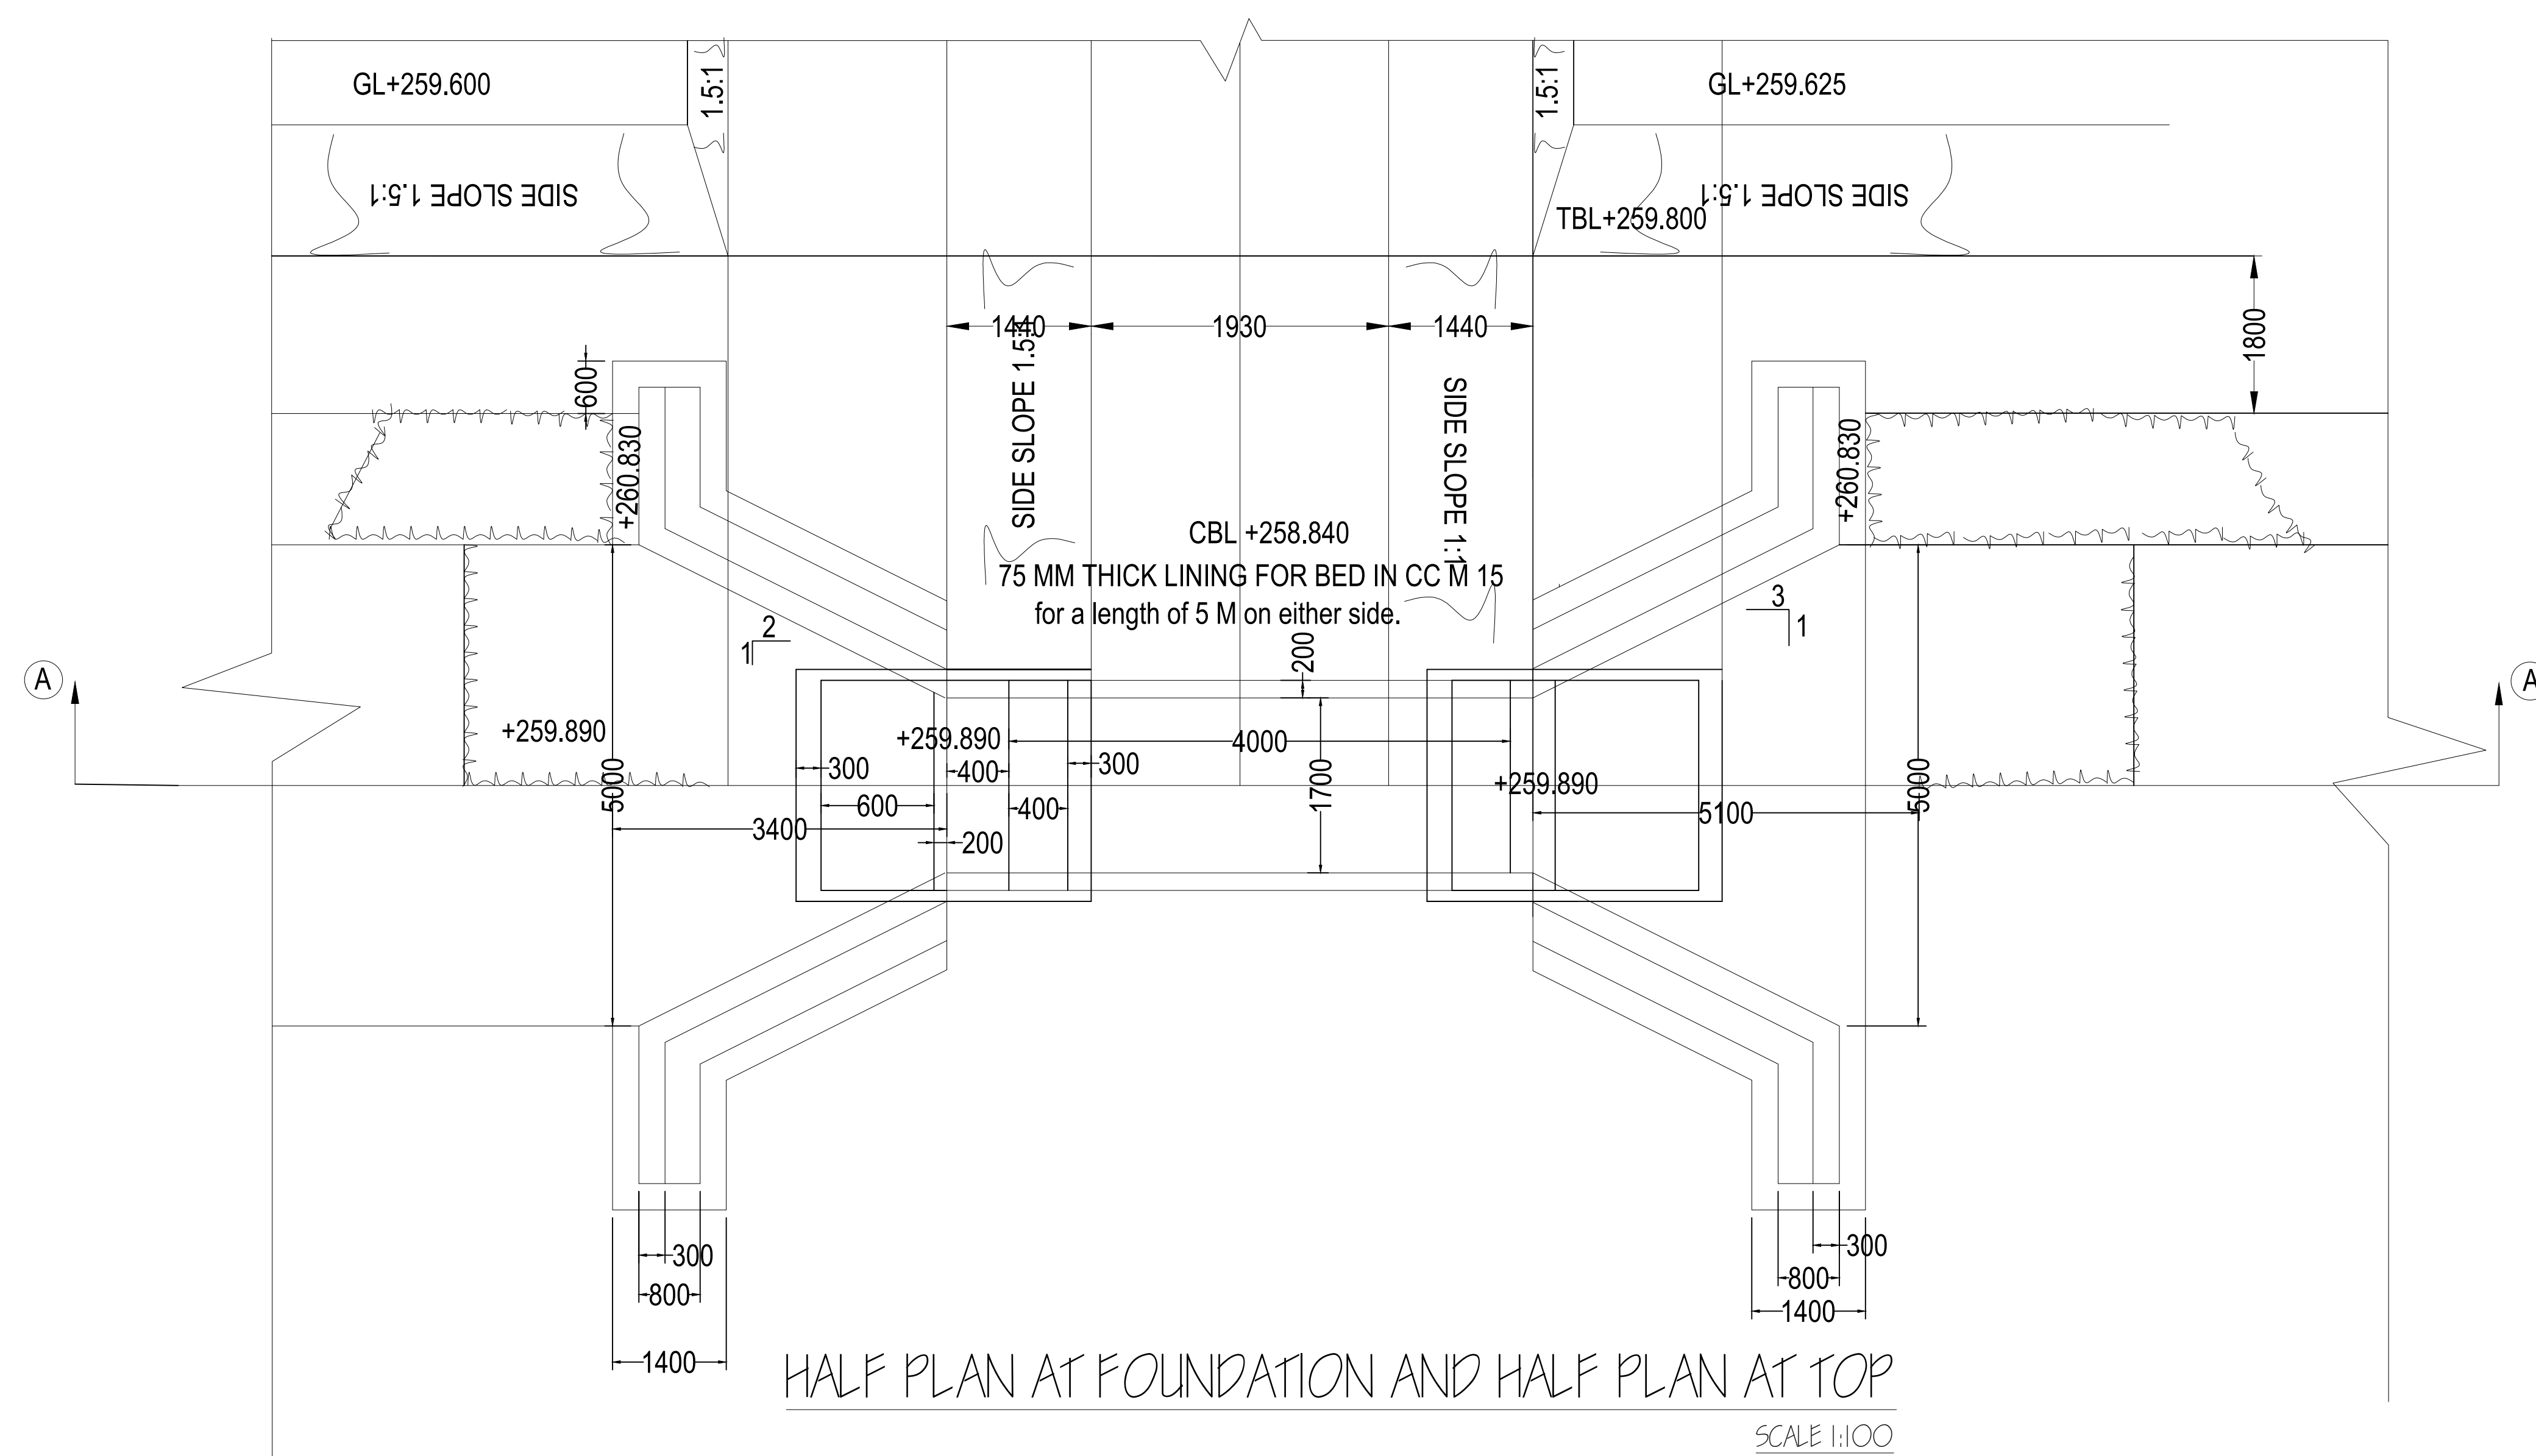 GL+259.600
1.5:1
1.5:1
GL+259.625
SIDE SLOPE 1.5:1
SIDE SLOPE 1.5:1
TBL+259.800
1440
1930
1440
1800
600
SIDE SLOPE 1.5:1
SIDE SLOPE 1:1
+260.830
+260.830
CBL +258.840
75 MM THICK LINING FOR BED IN CC M 15
for a length of 5 M on either side.
2
1
3
1
200
A
A
+259.890
+259.890
4000
300
400
300
+259.890
5000
1700
5000
600
400
5100
3400
200
300
300
800
800
1400
1400
HALF PLAN AT FOUNDATION AND HALF PLAN AT TOP
SCALE 1:100